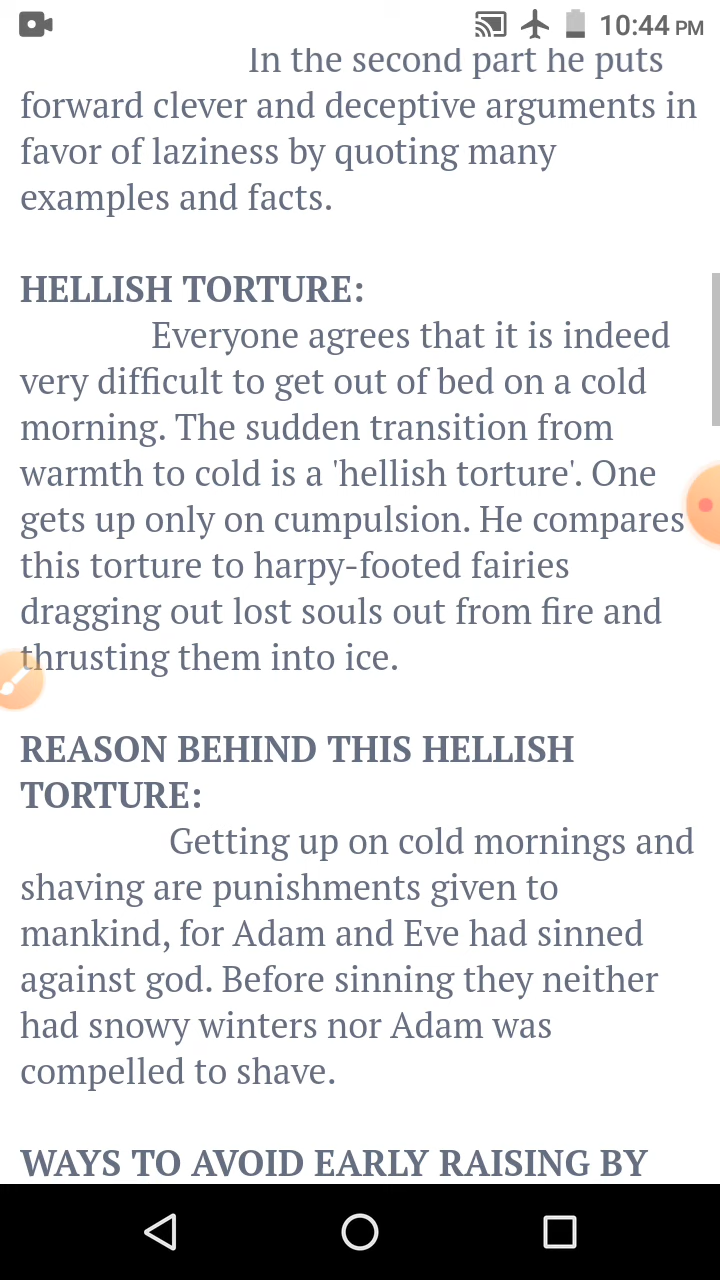 10:44 PM
In the second part he puts
forward clever and deceptive arguments in
favor of laziness by quoting many
examples and facts.
HELLISH TORTURE:
Everyone agrees that it is indeed
very difficult to get out of bed on a cold
morning. The sudden transition from
warmth to cold is a 'hellish torture'. One
gets up only on cumpulsion. He compares
this torture to harpy-footed fairies
dragging out lost souls out from fire and
thrusting them into ice.
REASON BEHIND THIS HELLISH
TORTURE:
Getting up on cold mornings and
shaving are punishments given to
mankind, for Adam and Eve had sinned
against god. Before sinning they neither
had snowy winters nor Adam was
compelled to shave.
WAYS TO AVOID EARLY RAISING BY